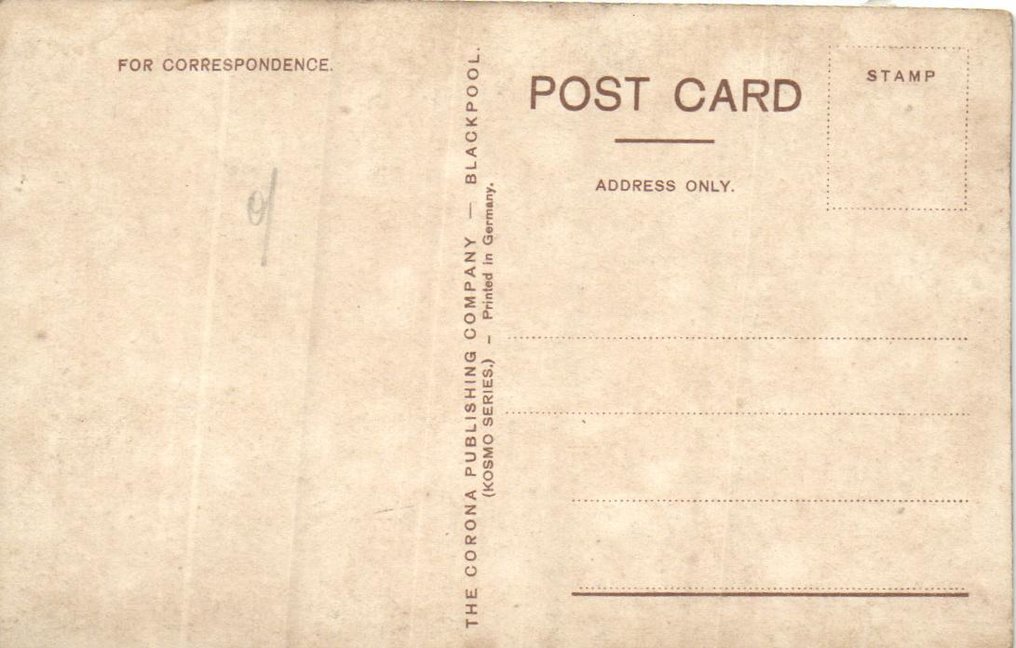 FOR CORRESPONDENCE.
THE CORONA PUBLISHING COMPANY — BLACKPOOL.
(KOSMO SERIES.) – Printed in Germany.
POST CARD
ADDRESS ONLY.
STAMP